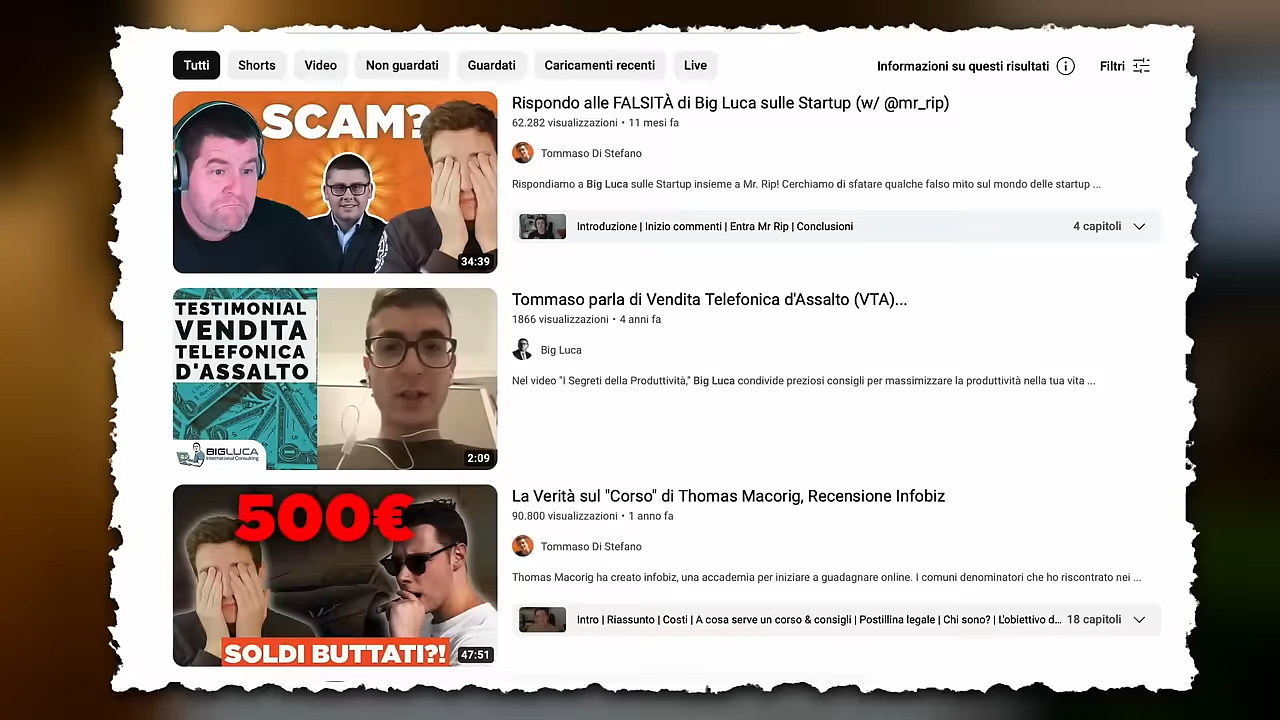 Tutti
Shorts
Video
Non guardati
Guardati
Caricamenti recenti
Live
Informazioni su questi risultati
Filtri
SCAM?
34:39
Rispondo alle FALSITÀ di Big Luca sulle Startup (w/ @mr_rip)
62.282 visualizzazioni • 11 mesi fa
Tommaso Di Stefano
Rispondiamo a Big Luca sulle Startup insieme a Mr. Rip! Cerchiamo di sfatare qualche falso mito sul mondo delle startup ...
Introduzione | Inizio commenti | Entra Mr Rip | Conclusioni
4 capitoli
TESTIMONIAL
VENDITA
TELEFONICA
D'ASSALTO
BIGLUCA
International Consulting
2:09
Tommaso parla di Vendita Telefonica d'Assalto (VTA)...
1866 visualizzazioni • 4 anni fa
Big Luca
Nel video "I Segreti della Produttività," Big Luca condivide preziosi consigli per massimizzare la produttività nella tua vita ...
500€
SOLDI BUTTATI?!
47:51
La Verità sul "Corso" di Thomas Macorig, Recensione Infobiz
90.800 visualizzazioni • 1 anno fa
Tommaso Di Stefano
Thomas Macorig ha creato infobiz, una accademia per iniziare a guadagnare online. I comuni denominatori che ho riscontrato nei ...
Intro | Riassunto | Costi | A cosa serve un corso & consigli | Postillina legale | Chi sono? | L'obiettivo d...
18 capitoli